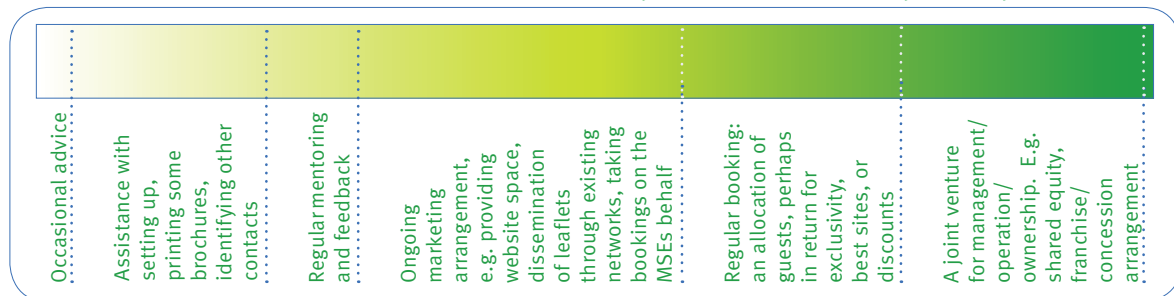 Occasional advice
Assistance with
setting up,
printing some
brochures,
identifying other
contacts
Regular mentoring
and feedback
Ongoing
marketing
arrangement,
e.g. providing
website space,
dissemination
of leaflets
through existing
networks, taking
bookings on the
MSEs behalf
Regular booking:
an allocation of
guests, perhaps
in return for
exclusivity,
best sites, or
discounts
A joint venture
for management/
operation/
ownership. E.g.
shared equity,
franchise/
concession
arrangement